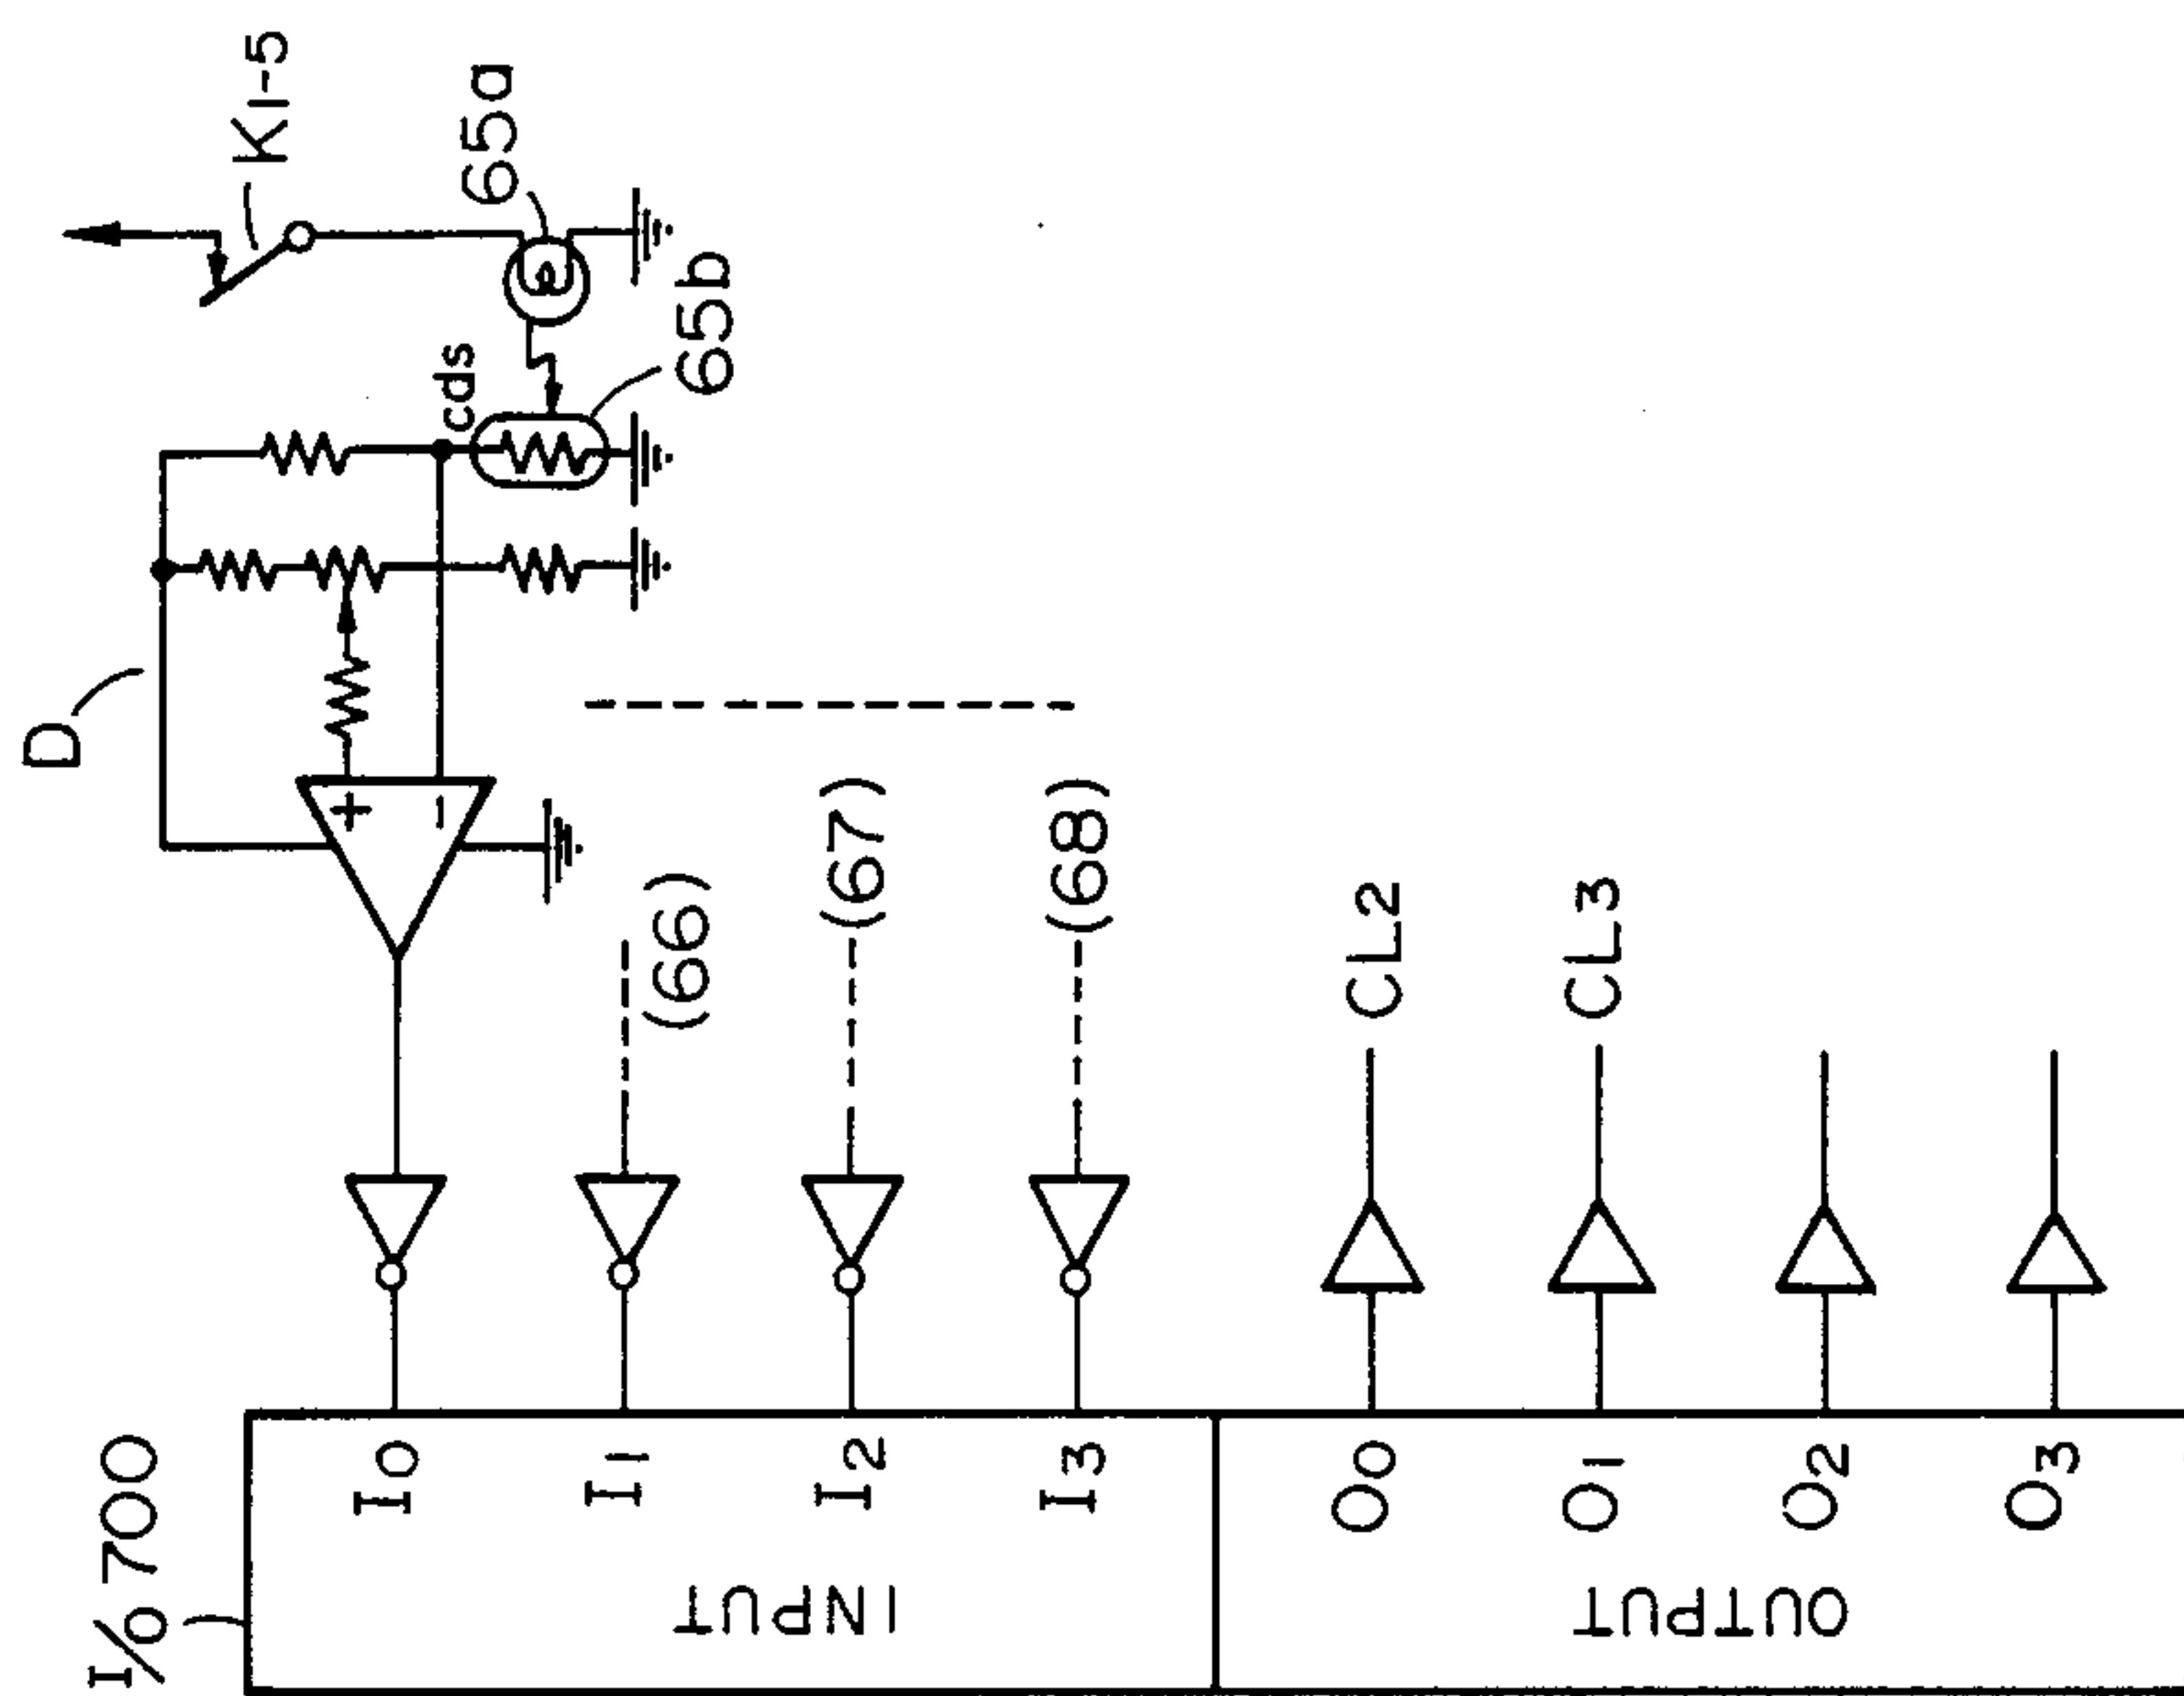 I/O 700
INPUT
I0
I1
I2
I3
OUTPUT
O0
O1
O2
O3
D
+
−
cds
65a
65b
K1-5
(66)
(67)
(68)
CL2
CL3